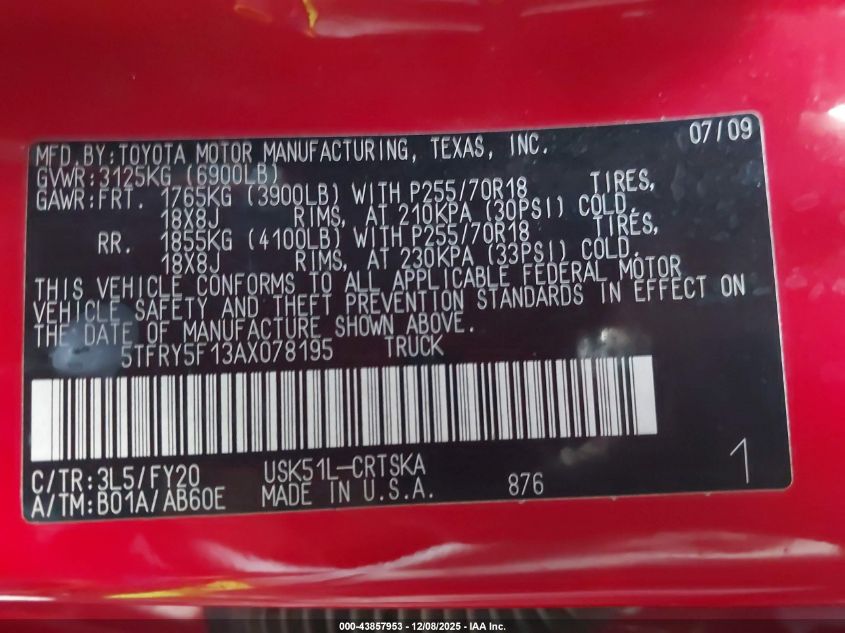 07/09
MFD.BY:TOYOTA MOTOR MANUFACTURING, TEXAS, INC.
GVWR:3125KG (6900LB)
GAWR:FRT. 1765KG (3900LB) WITH P255/70R18 TIRES,
18X8J RIMS, AT 210KPA (30PSI) COLD.
RR. 1855KG (4100LB) WITH P255/70R18 TIRES,
18X8J RIMS, AT 230KPA (33PSI) COLD.
THIS VEHICLE CONFORMS TO ALL APPLICABLE FEDERAL MOTOR
VEHICLE SAFETY AND THEFT PREVENTION STANDARDS IN EFFECT ON
THE DATE OF MANUFACTURE SHOWN ABOVE.
5TFRY5F13AX078195 TRUCK
C/TR:3L5/FY20 USK51L-CRTSKA
A/TM:B01A/AB60E MADE IN U.S.A. 876
1
000-43857953 - 12/08/2025 - IAA Inc.